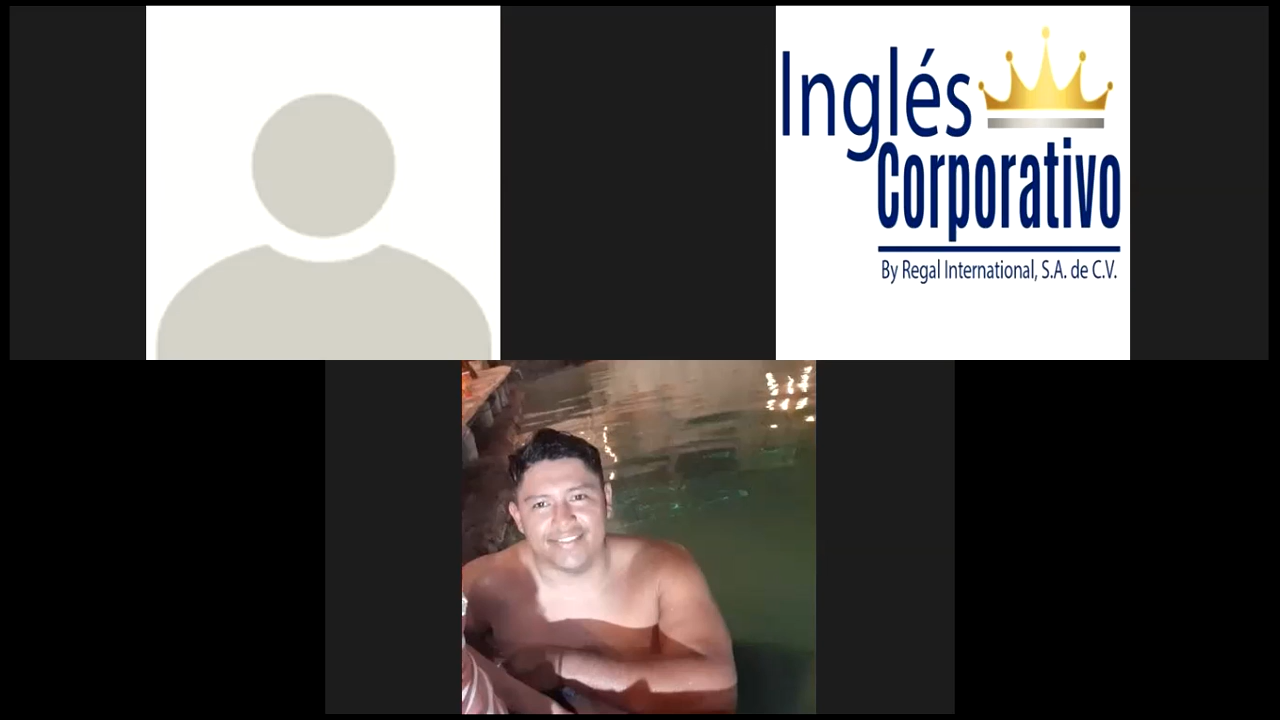 Inglés
Corporativo
By Regal International, S.A. de C.V.